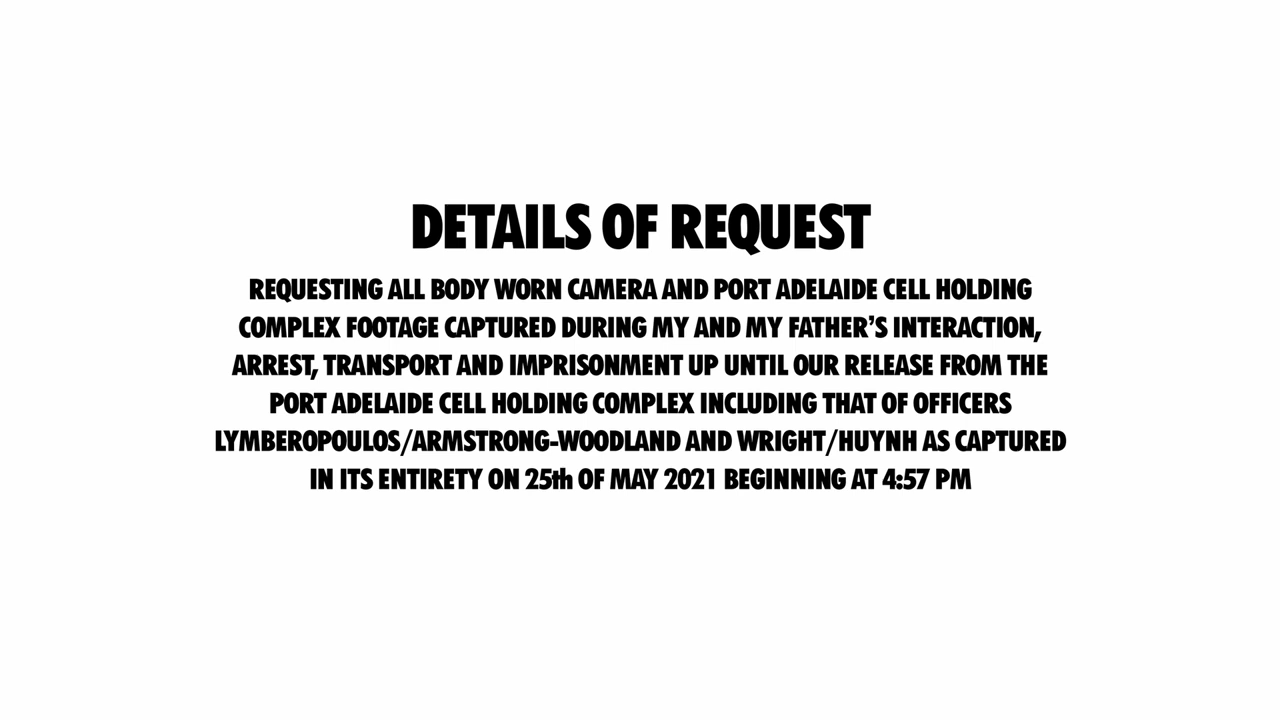 DETAILS OF REQUEST
REQUESTING ALL BODY WORN CAMERA AND PORT ADELAIDE CELL HOLDING
COMPLEX FOOTAGE CAPTURED DURING MY AND MY FATHER’S INTERACTION,
ARREST, TRANSPORT AND IMPRISONMENT UP UNTIL OUR RELEASE FROM THE
PORT ADELAIDE CELL HOLDING COMPLEX INCLUDING THAT OF OFFICERS
LYMBEROPOULOS/ARMSTRONG-WOODLAND AND WRIGHT/HUYNH AS CAPTURED
IN ITS ENTIRETY ON 25th OF MAY 2021 BEGINNING AT 4:57 PM